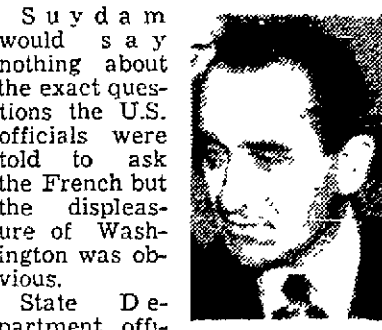 Suydam
would say
nothing about
the exact ques-
tions the U.S.
officials were
told to ask
the French but
the displeas-
ure of Wash-
ington was ob-
vious.
State De-
partment offi-